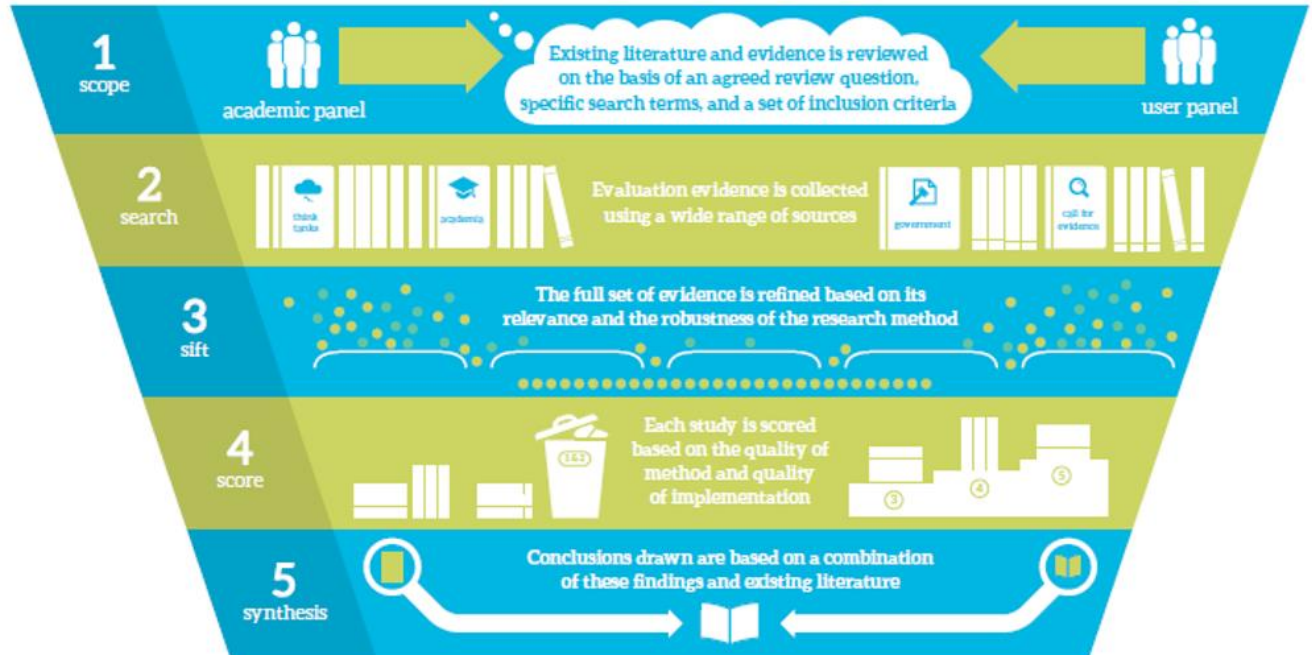 1
scope
academic panel
Existing literature and evidence is reviewed
on the basis of an agreed review question,
specific search terms, and a set of inclusion criteria
user panel
2
search
think
tanks
academia
Evaluation evidence is collected
using a wide range of sources
government
call for
evidence
3
sift
The full set of evidence is refined based on its
relevance and the robustness of the research method
4
score
1&2
Each study is scored
based on the quality of
method and quality
of implementation
3
4
5
5
synthesis
Conclusions drawn are based on a combination
of these findings and existing literature